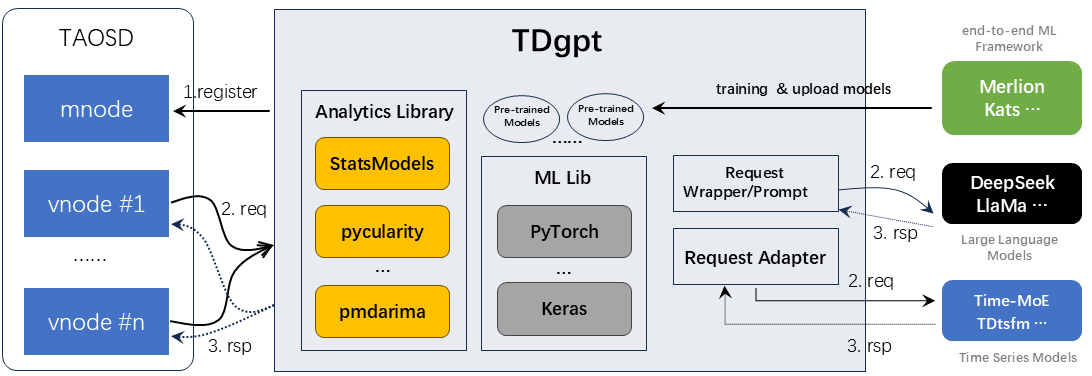 TAOSD
mnode
vnode #1
……
vnode #n
1.register
2. req
3. rsp
TDgpt
Analytics Library
StatsModels
pycularity
...
pmdarima
Pre-trained
Models
Pre-trained
Models
……
ML Lib
PyTorch
...
Keras
training & upload models
Request
Wrapper/Prompt
Request Adapter
2. req
3. rsp
2. req
3. rsp
end-to-end ML
Framework
Merlion
Kats ...
DeepSeek
LlaMa ...
Large Language
Models
Time-MoE
TDtsfm ...
Time Series Models